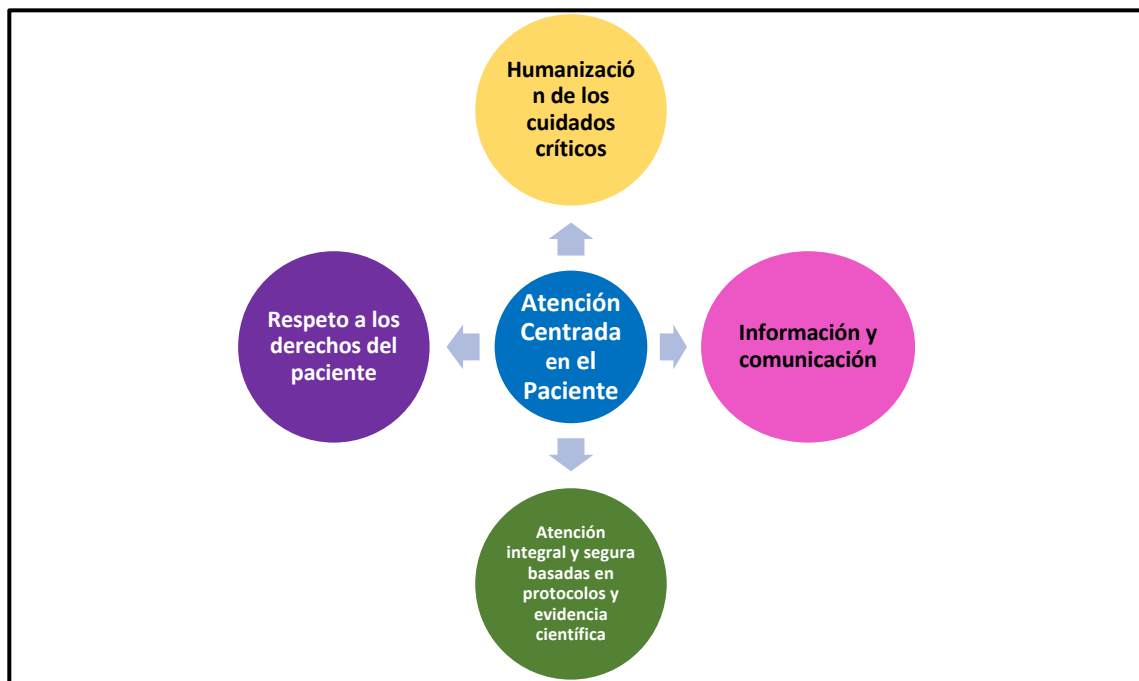 Humanizació
n de los
cuidados
críticos
Respeto a los
derechos del
paciente
Atención
Centrada
en el
Paciente
Información y
comunicación
Atención
integral y segura
basadas en
protocolos y
evidencia
científica